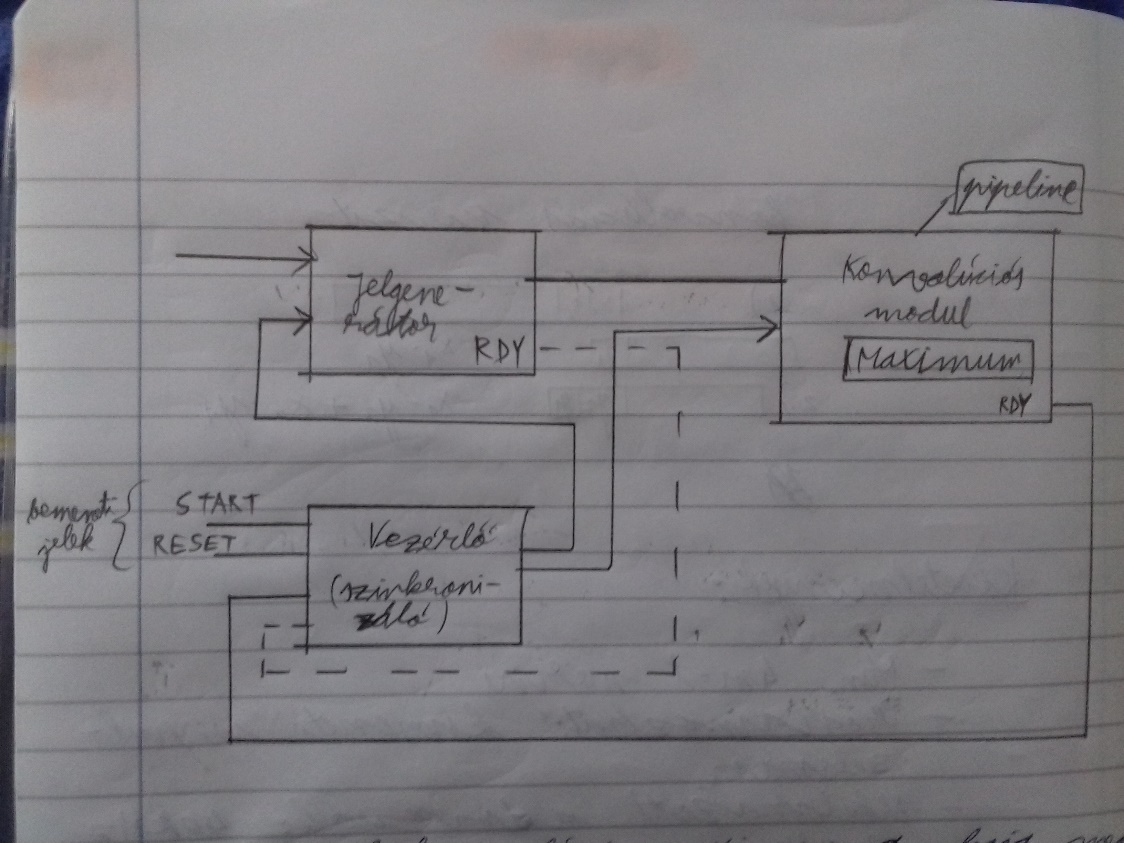 pipeline
Jelgene-
rátor
RDY
Konvolúciós
modul
Maximum
RDY
bemeneti
jelek
START
RESET
Vezérlő
(szinkroni-
záló)